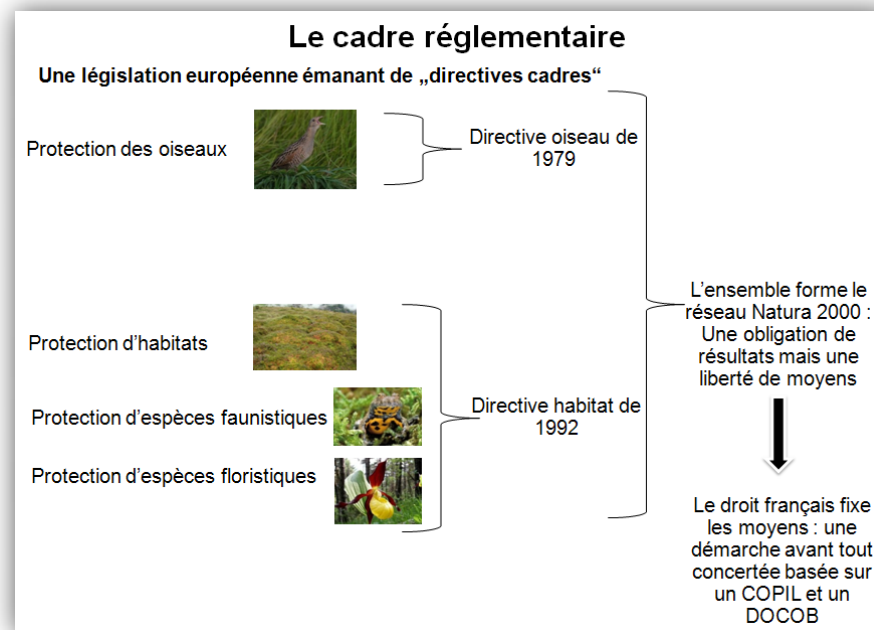 Le cadre réglementaire
Une législation européenne émanant de „directives cadres“
Protection des oiseaux
Directive oiseau de
1979
Protection d’habitats
Protection d’espèces faunistiques
Protection d’espèces floristiques
Directive habitat de
1992
L’ensemble forme le
réseau Natura 2000 :
Une obligation de
résultats mais une
liberté de moyens
Le droit français fixe
les moyens : une
démarche avant tout
concertée basée sur
un COPIL et un
DOCOB